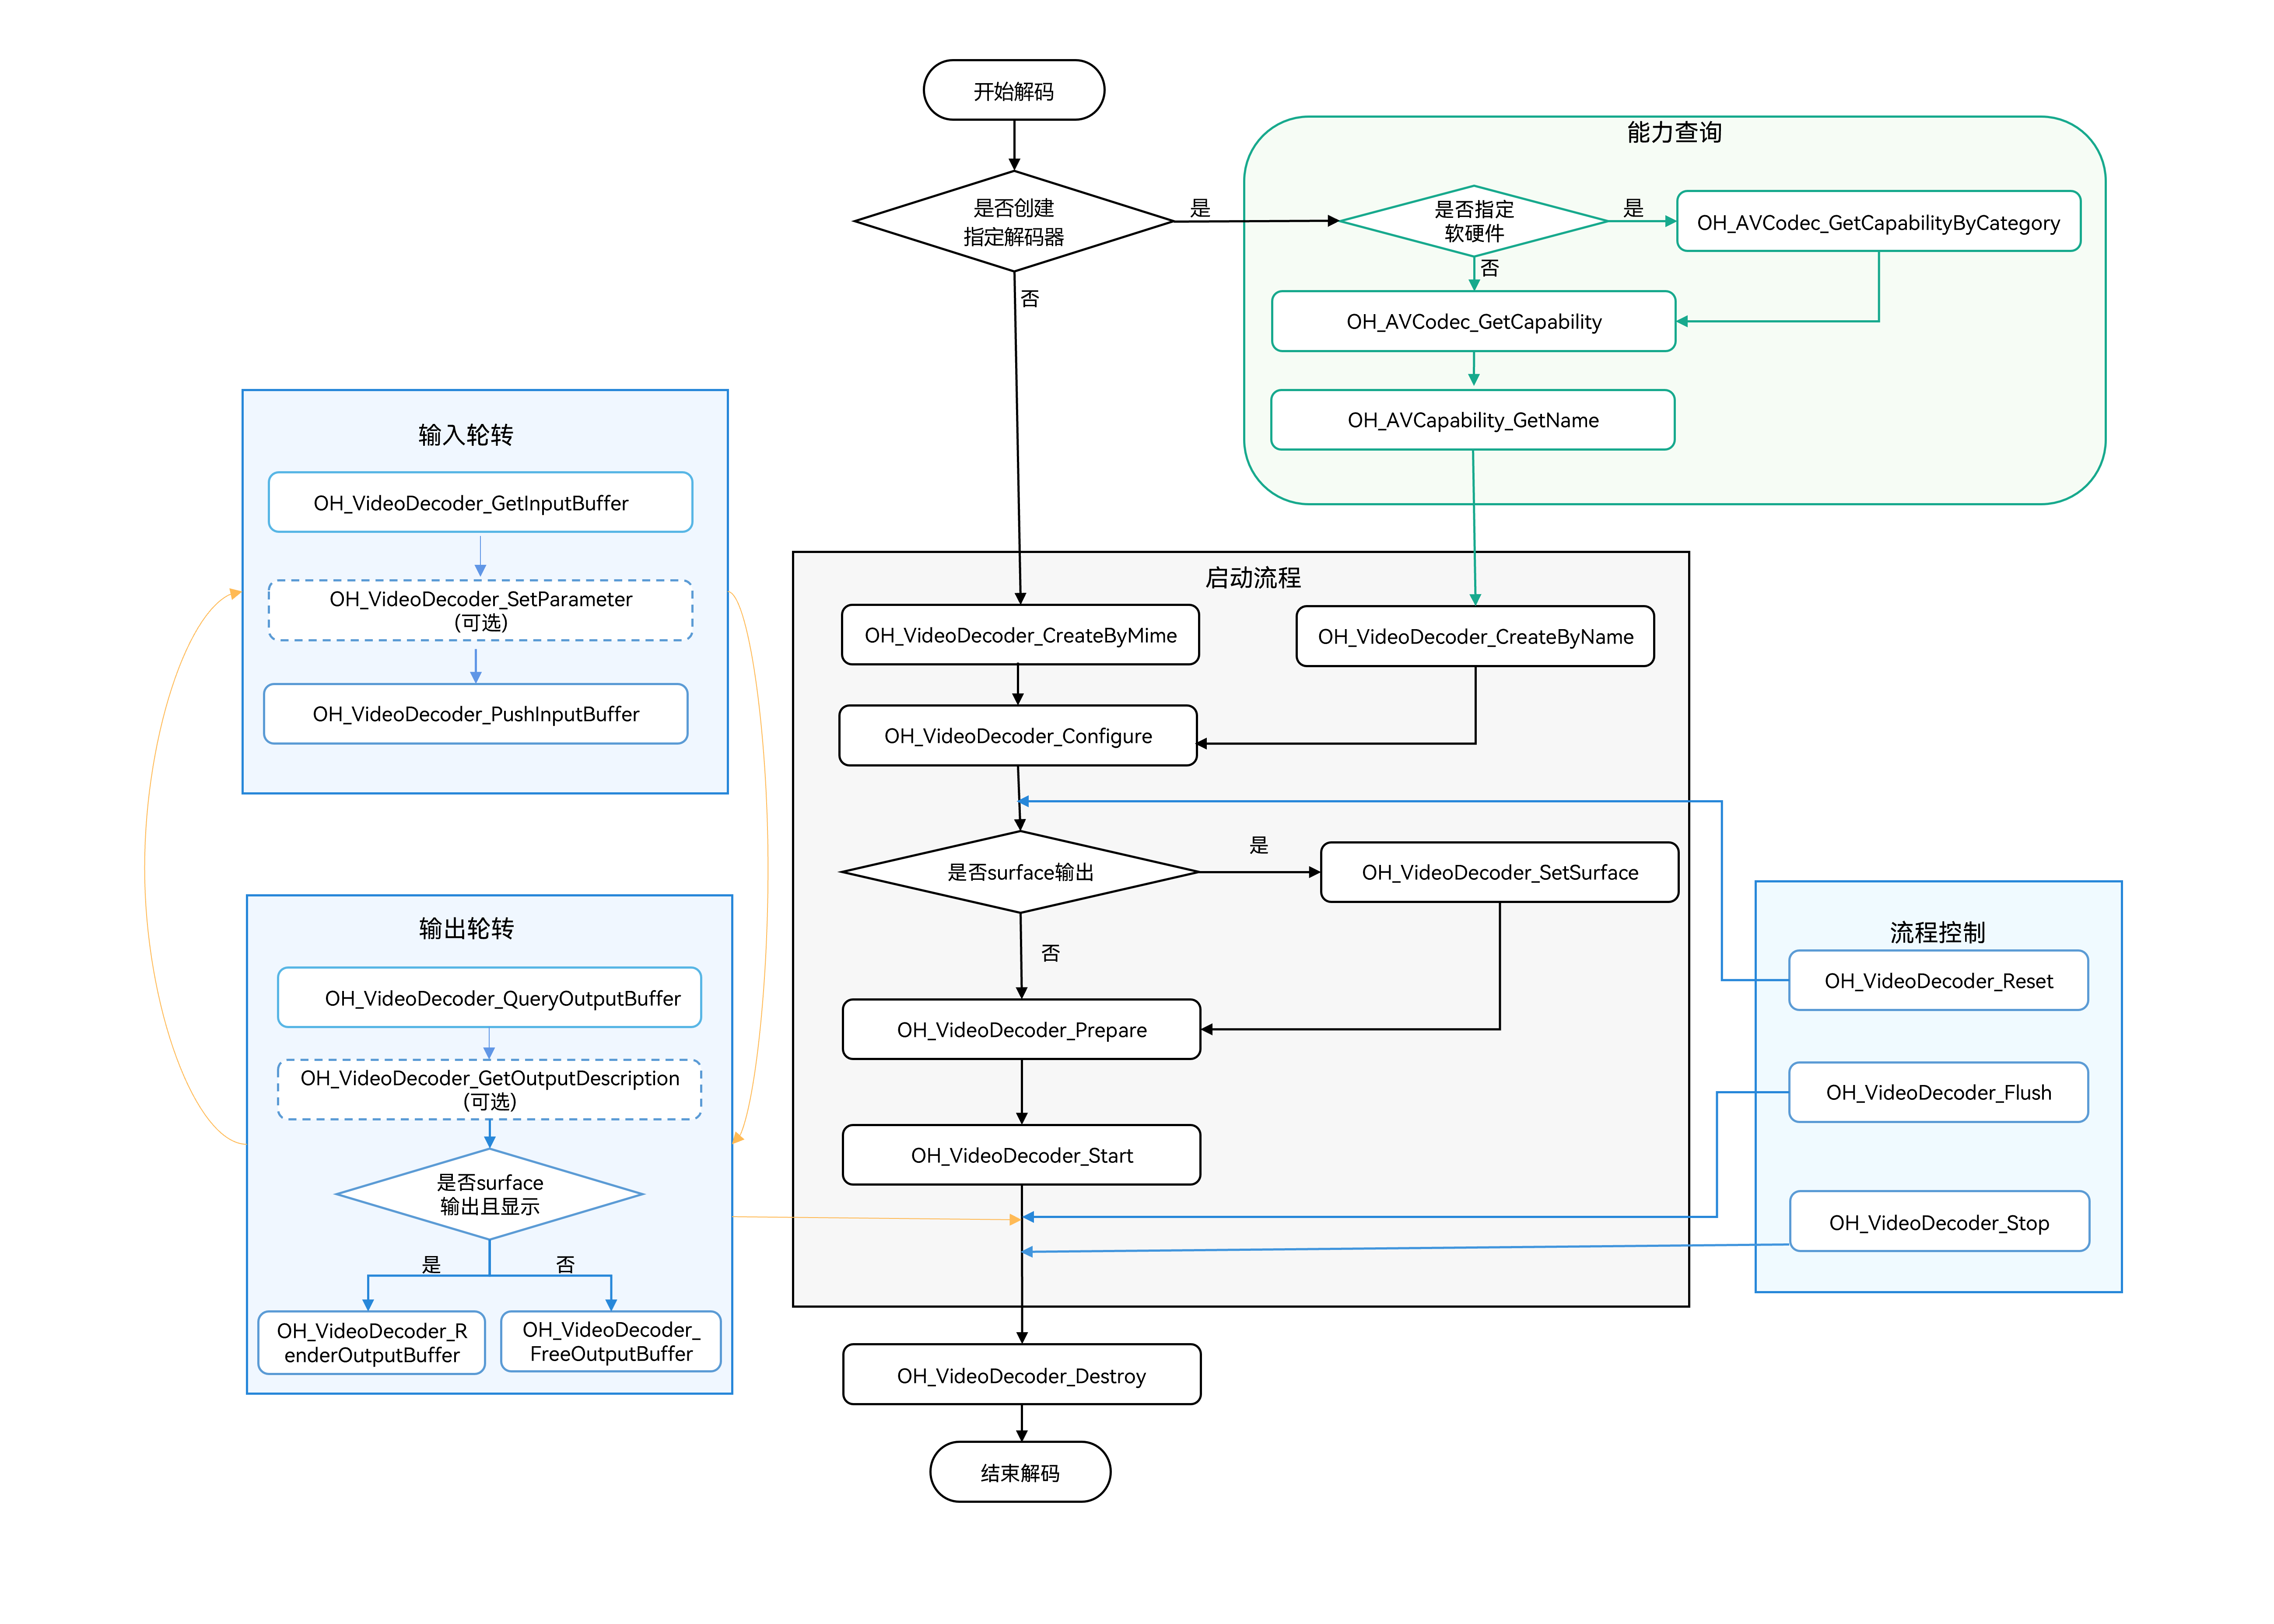 开始解码
是否创建
指定解码器
是
否
能力查询
是否指定
软硬件
是
OH_AVCodec_GetCapabilityByCategory
否
OH_AVCodec_GetCapability
OH_AVCapability_GetName
输入轮转
OH_VideoDecoder_GetInputBuffer
OH_VideoDecoder_SetParameter
(可选)
OH_VideoDecoder_PushInputBuffer
输出轮转
OH_VideoDecoder_QueryOutputBuffer
OH_VideoDecoder_GetOutputDescription
(可选)
是否surface
输出且显示
是
否
OH_VideoDecoder_R
enderOutputBuffer
OH_VideoDecoder_
FreeOutputBuffer
启动流程
OH_VideoDecoder_CreateByMime
OH_VideoDecoder_CreateByName
OH_VideoDecoder_Configure
是否surface输出
是
OH_VideoDecoder_SetSurface
否
OH_VideoDecoder_Prepare
OH_VideoDecoder_Start
流程控制
OH_VideoDecoder_Reset
OH_VideoDecoder_Flush
OH_VideoDecoder_Stop
OH_VideoDecoder_Destroy
结束解码